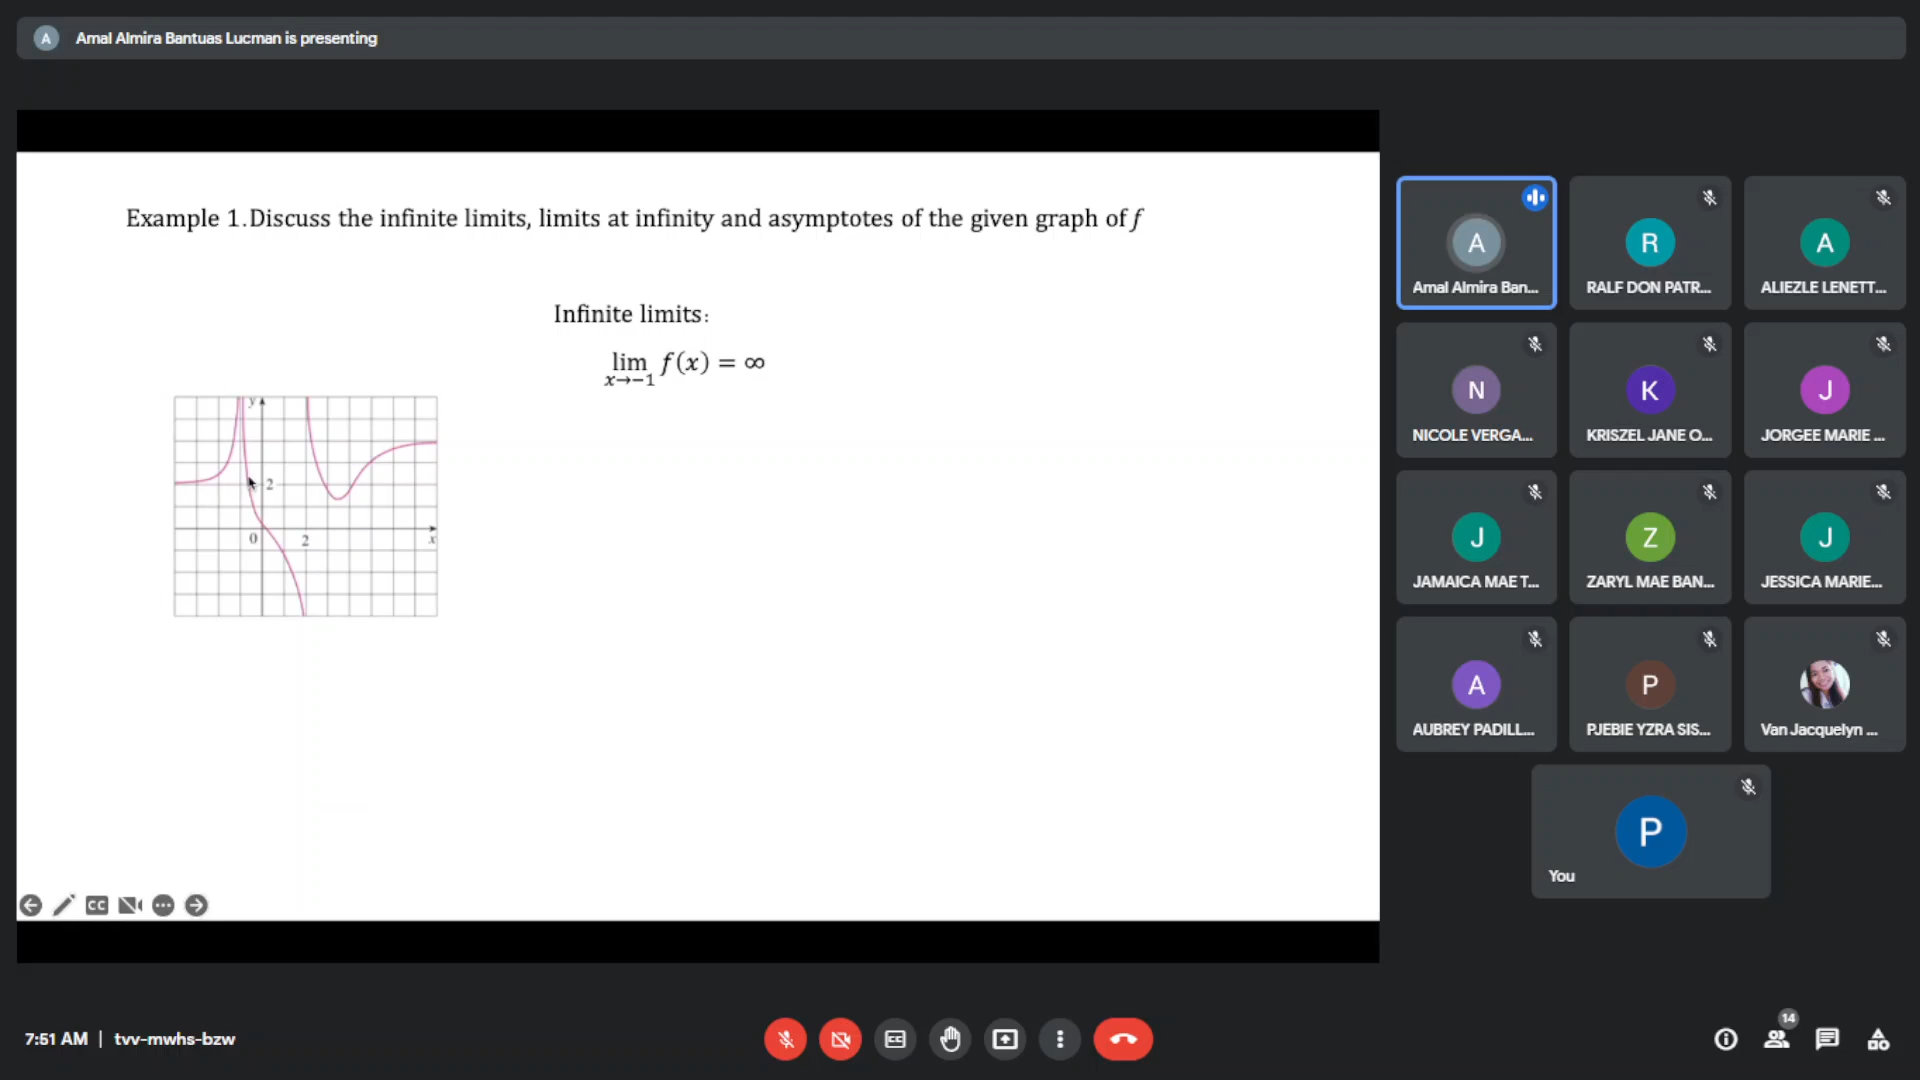 A
Amal Almira Bantuas Lucman is presenting
Example 1.Discuss the infinite limits, limits at infinity and asymptotes of the given graph of f
Infinite limits:
lim f(x) = ∞
x→−1
y
2
0
2
x
CC
A
Amal Almira Ban...
R
RALF DON PATR...
A
ALIEZLE LENETT...
N
NICOLE VERGA...
K
KRISZEL JANE O...
J
JORGEE MARIE ...
J
JAMAICA MAE T...
Z
ZARYL MAE BAN...
J
JESSICA MARIE...
A
AUBREY PADILL...
P
PJEBIE YZRA SIS...
Van Jacquelyn ...
P
You
7:51 AM | tvv-mwhs-bzw
14